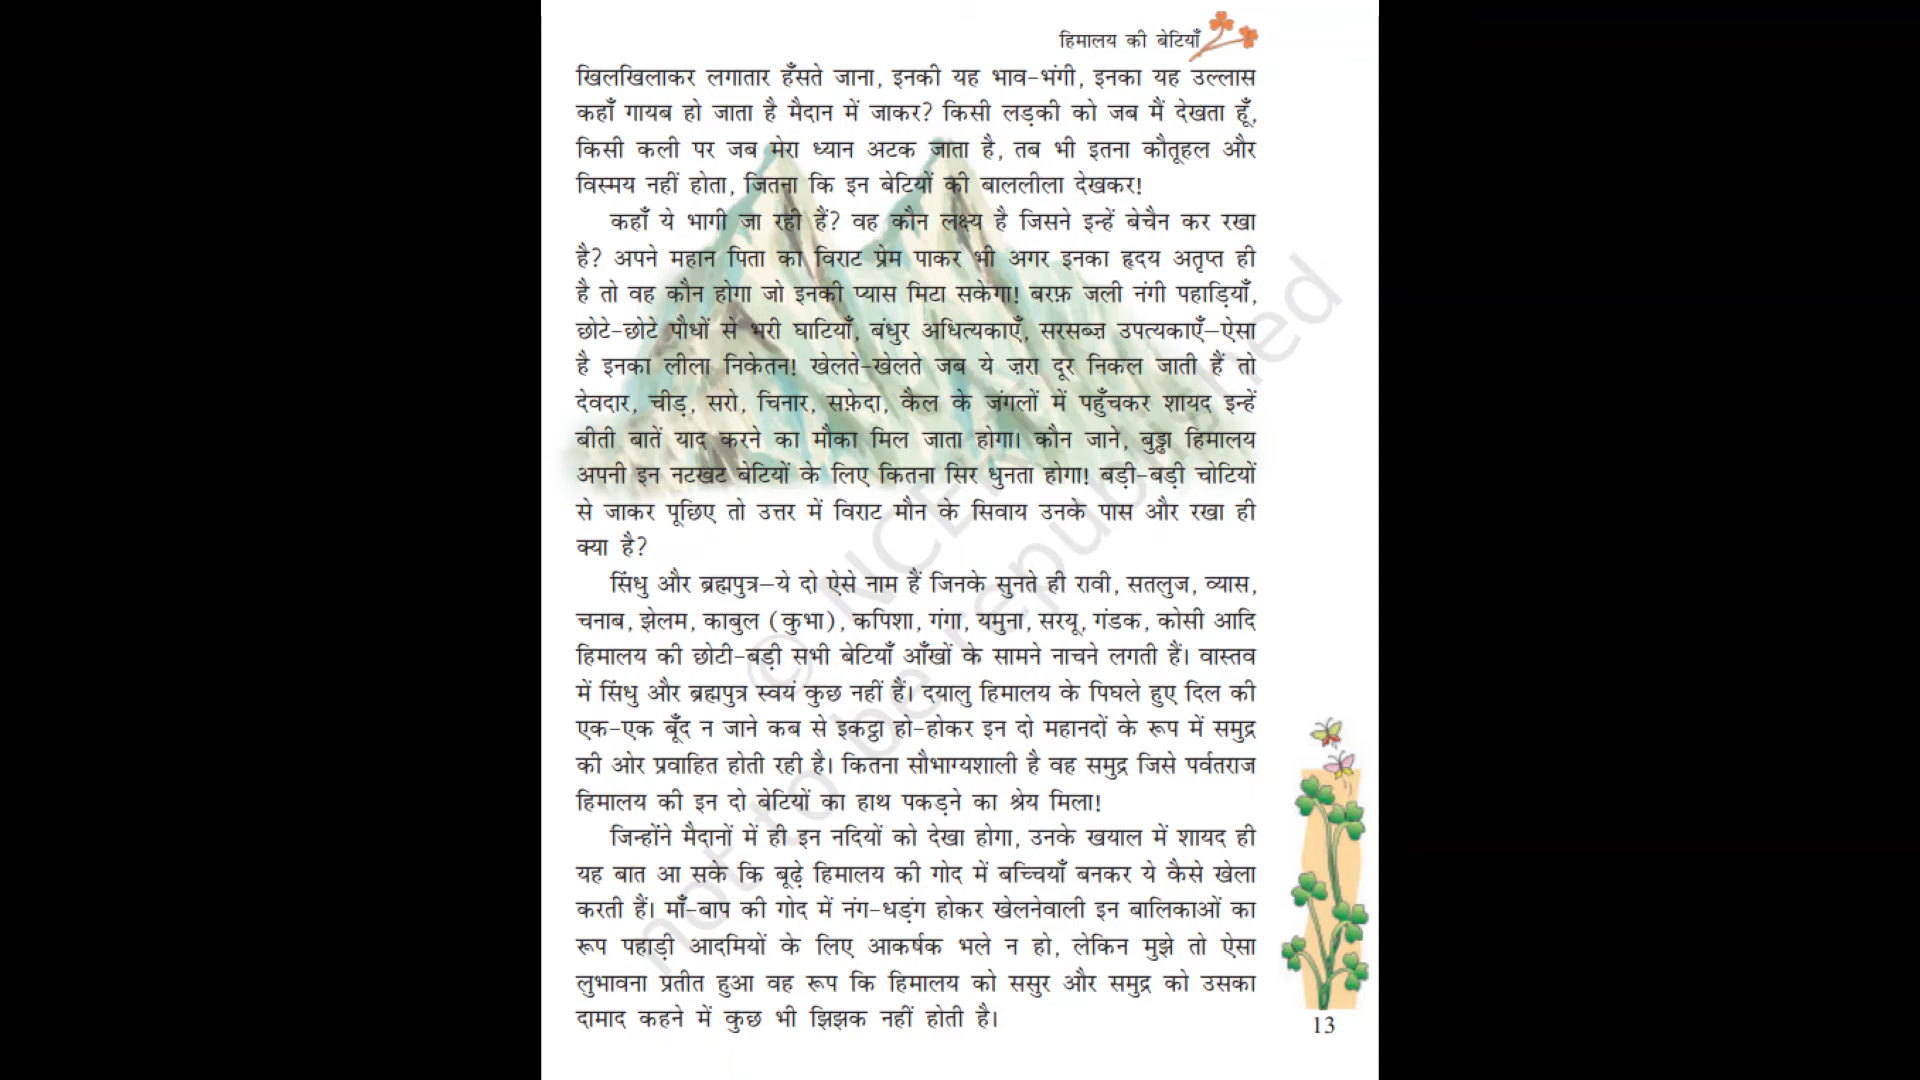 हिमालय की बेटियाँ
खिलखिलाकर लगातार हँसते जाना, इनकी यह भाव-भंगी, इनका यह उल्लास
कहाँ गायब हो जाता है मैदान में जाकर? किसी लड़की को जब मैं देखता हूँ,
किसी कली पर जब मेरा ध्यान अटक जाता है, तब भी इतना कौतूहल और
विस्मय नहीं होता, जितना कि इन बेटियों की बाललीला देखकर!
कहाँ ये भागी जा रही हैं? वह कौन लक्ष्य है जिसने इन्हें बेचैन कर रखा
है? अपने महान पिता का विराट प्रेम पाकर भी अगर इनका हृदय अतृप्त ही
है तो वह कौन होगा जो इनकी प्यास मिटा सकेगा! बरफ़ जली नंगी पहाड़ियाँ,
छोटे-छोटे पौधों से भरी घाटियाँ, बंधुर अधित्यकाएँ, सरसब्ज़ उपत्यकाएँ—ऐसा
है इनका लीला निकेतन! खेलते-खेलते जब ये ज़रा दूर निकल जाती हैं तो
देवदार, चीड़, सरो, चिनार, सफ़ेदा, कैल के जंगलों में पहुँचकर शायद इन्हें
बीती बातें याद करने का मौका मिल जाता होगा। कौन जाने, बुड्ढा हिमालय
अपनी इन नटखट बेटियों के लिए कितना सिर धुनता होगा! बड़ी-बड़ी चोटियों
से जाकर पूछिए तो उत्तर में विराट मौन के सिवाय उनके पास और रखा ही
क्या है?
सिंधु और ब्रह्मपुत्र—ये दो ऐसे नाम हैं जिनके सुनते ही रावी, सतलुज, व्यास,
चनाब, झेलम, काबुल (कुभा), कपिशा, गंगा, यमुना, सरयू, गंडक, कोसी आदि
हिमालय की छोटी-बड़ी सभी बेटियाँ आँखों के सामने नाचने लगती हैं। वास्तव
में सिंधु और ब्रह्मपुत्र स्वयं कुछ नहीं हैं। दयालु हिमालय के पिघले हुए दिल की
एक-एक बूँद न जाने कब से इकट्ठा हो-होकर इन दो महानदों के रूप में समुद्र
की ओर प्रवाहित होती रही है। कितना सौभाग्यशाली है वह समुद्र जिसे पर्वतराज
हिमालय की इन दो बेटियों का हाथ पकड़ने का श्रेय मिला!
जिन्होंने मैदानों में ही इन नदियों को देखा होगा, उनके खयाल में शायद ही
यह बात आ सके कि बूढ़े हिमालय की गोद में बच्चियाँ बनकर ये कैसे खेला
करती हैं। माँ-बाप की गोद में नंग-धड़ंग होकर खेलनेवाली इन बालिकाओं का
रूप पहाड़ी आदमियों के लिए आकर्षक भले न हो, लेकिन मुझे तो ऐसा
लुभावना प्रतीत हुआ वह रूप कि हिमालय को ससुर और समुद्र को उसका
दामाद कहने में कुछ भी झिझक नहीं होती है।
13
© NCERT
not to be republished